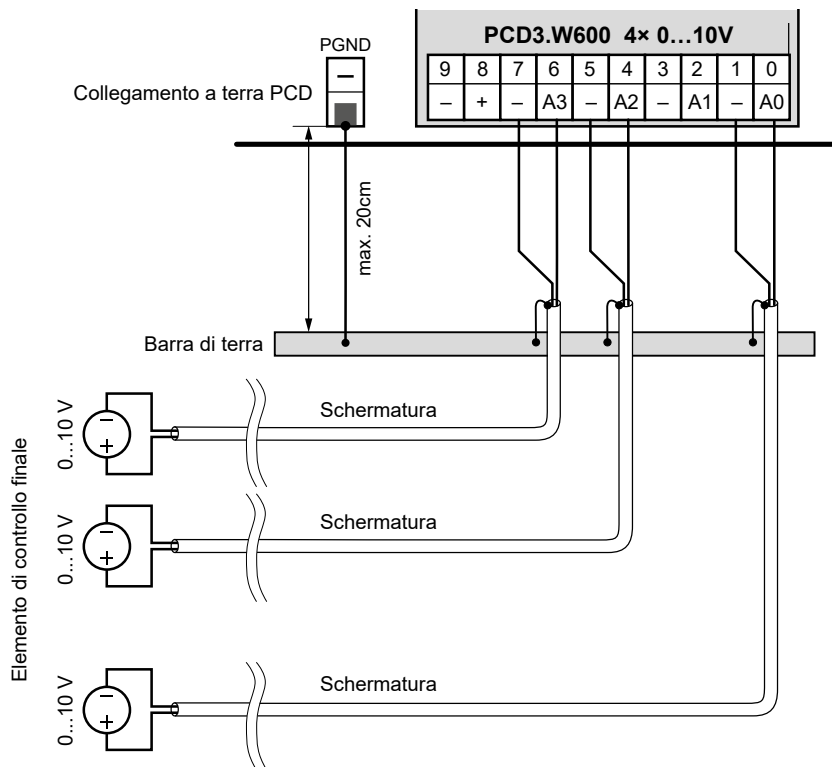 PCD3.W600 4× 0…10V
PGND
9 8 7 6 5 4 3 2 1 0
– + – A3 – A2 – A1 – A0
–
Collegamento a terra PCD
max. 20cm
Barra di terra
Elemento di controllo finale
0...10 V
– +
Schermatura
0...10 V
– +
Schermatura
0...10 V
– +
Schermatura